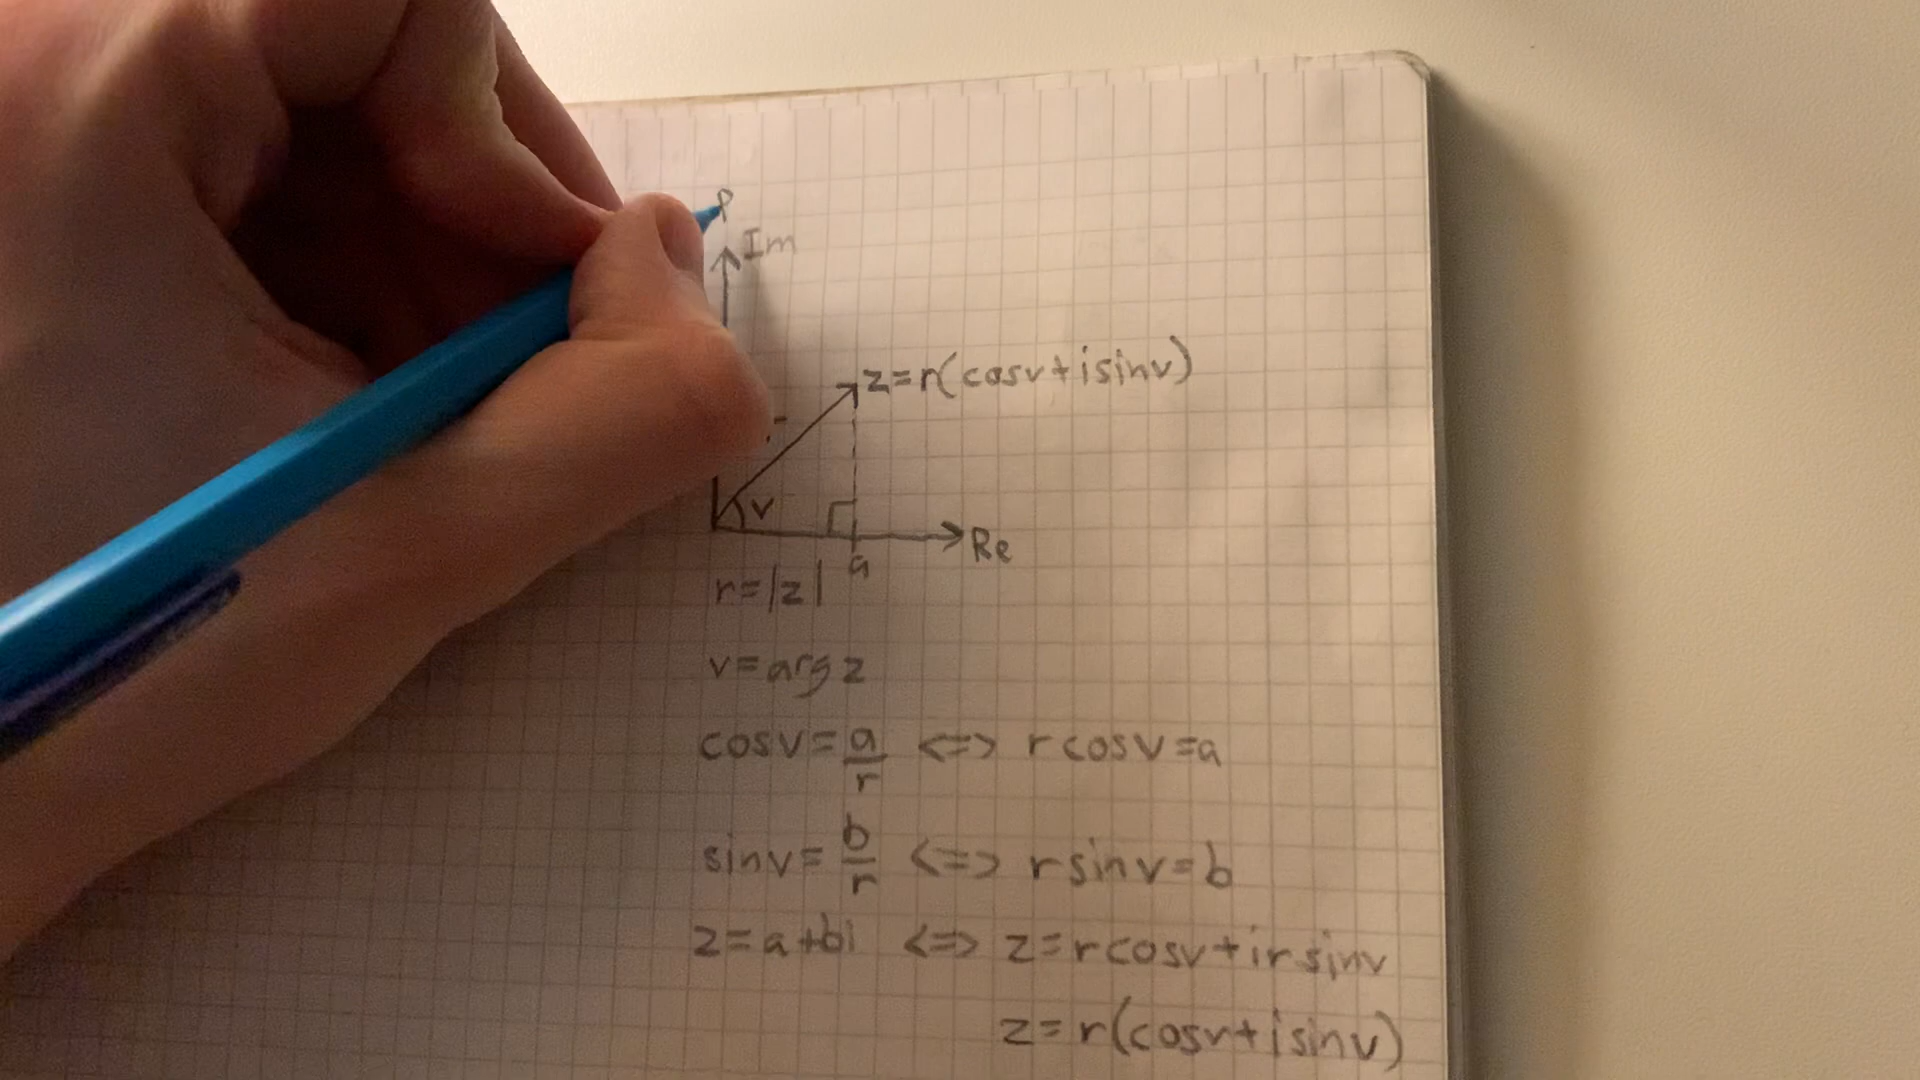 P
Im
z=r(cosv+isinv)
v
Re
a
r=|z|
v=arg z
cosv=a/r <=> rcosv=a
sinv=b/r <=> rsinv=b
z=a+bi <=> z=rcosv+irsinv
z=r(cosv+isinv)